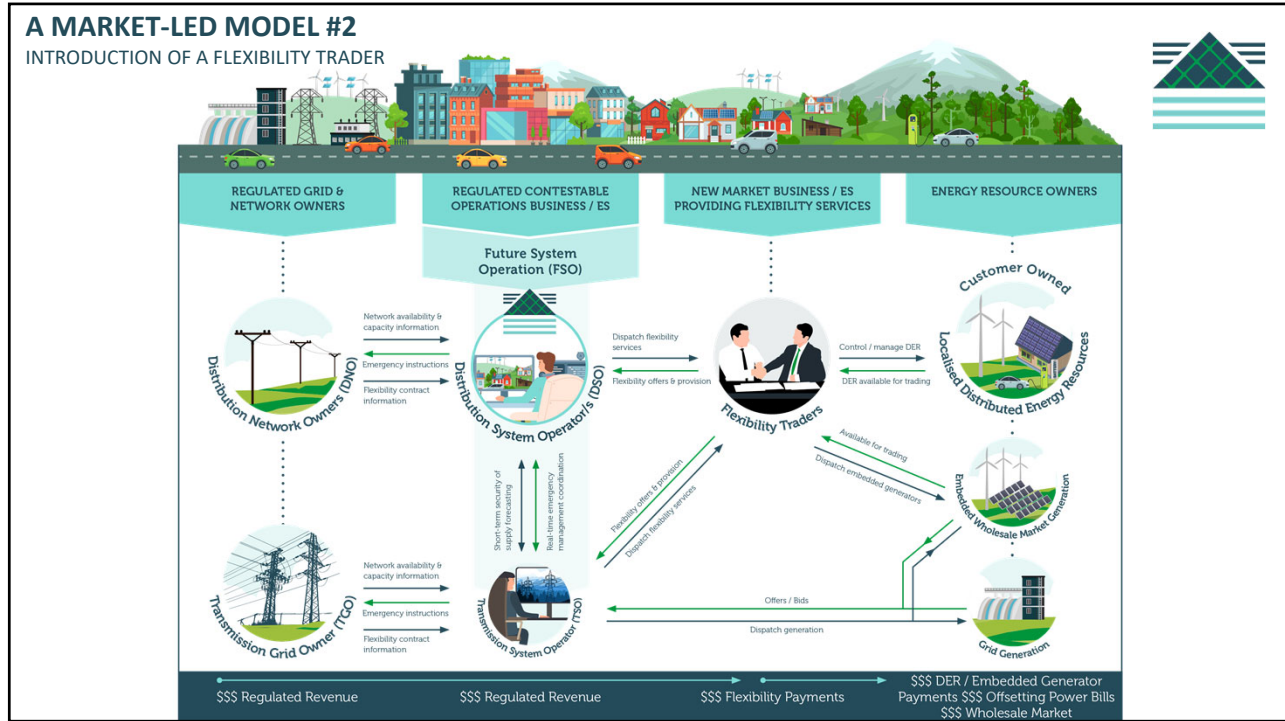 A MARKET-LED MODEL #2
INTRODUCTION OF A FLEXIBILITY TRADER
REGULATED GRID &
NETWORK OWNERS
REGULATED CONTESTABLE
OPERATIONS BUSINESS / ES
NEW MARKET BUSINESS / ES
PROVIDING FLEXIBILITY SERVICES
ENERGY RESOURCE OWNERS
Future System
Operation (FSO)
Distribution Network Owners (DNO)
Network availability &
capacity information
Emergency instructions
Flexibility contract
information
Distribution System Operator/s (DSO)
Dispatch flexibility
services
Flexibility offers & provision
Flexibility Traders
Control / manage DER
DER available for trading
Customer Owned
Localised Distributed Energy Resources
Short-term security of
supply forecasting
Real-time emergency
management coordination
Flexibility offers & provision
Dispatch flexibility services
Available for trading
Dispatch embedded generators
Embedded Wholesale Market Generation
Transmission Grid Owner (TGO)
Network availability &
capacity information
Emergency instructions
Flexibility contract
information
Transmission System Operator (TSO)
Offers / Bids
Dispatch generation
Grid Generation
$$$ Regulated Revenue
$$$ Regulated Revenue
$$$ Flexibility Payments
$$$ DER / Embedded Generator
Payments $$$ Offsetting Power Bills
$$$ Wholesale Market